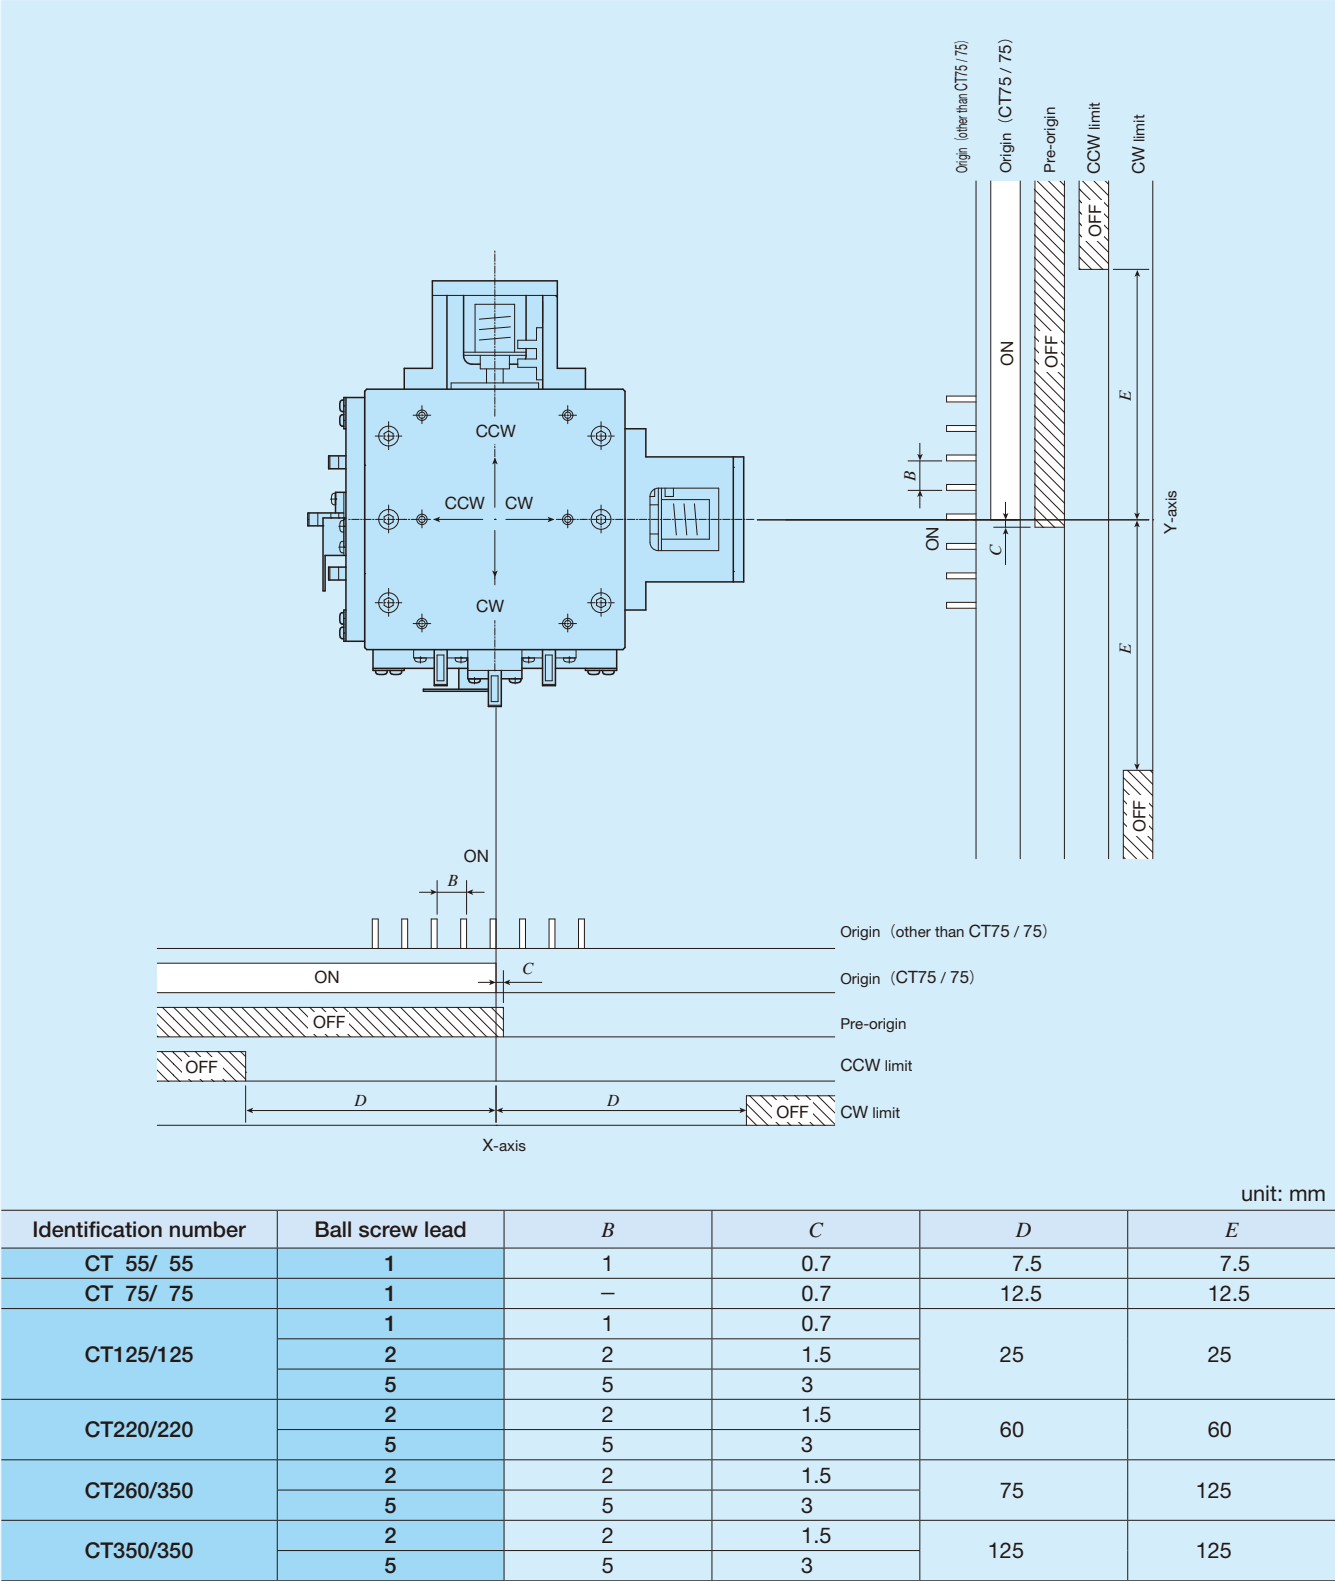 Origin (other than CT75 / 75)
Origin (CT75 / 75)
Pre-origin
CCW limit
CW limit
OFF
ON
OFF
E
B
CCW
CCW
CW
CW
ON
C
Y-axis
E
OFF
ON
B
Origin (other than CT75 / 75)
ON
C
Origin (CT75 / 75)
OFF
Pre-origin
OFF
CCW limit
D
D
OFF
CW limit
X-axis
unit: mm
Identification number Ball screw lead B C D E
CT 55/ 55 1 1 0.7 7.5 7.5
CT 75/ 75 1 — 0.7 12.5 12.5
CT125/125 1 1 0.7 25 25
2 2 1.5
5 5 3
CT220/220 2 2 1.5 60 60
5 5 3
CT260/350 2 2 1.5 75 125
5 5 3
CT350/350 2 2 1.5 125 125
5 5 3